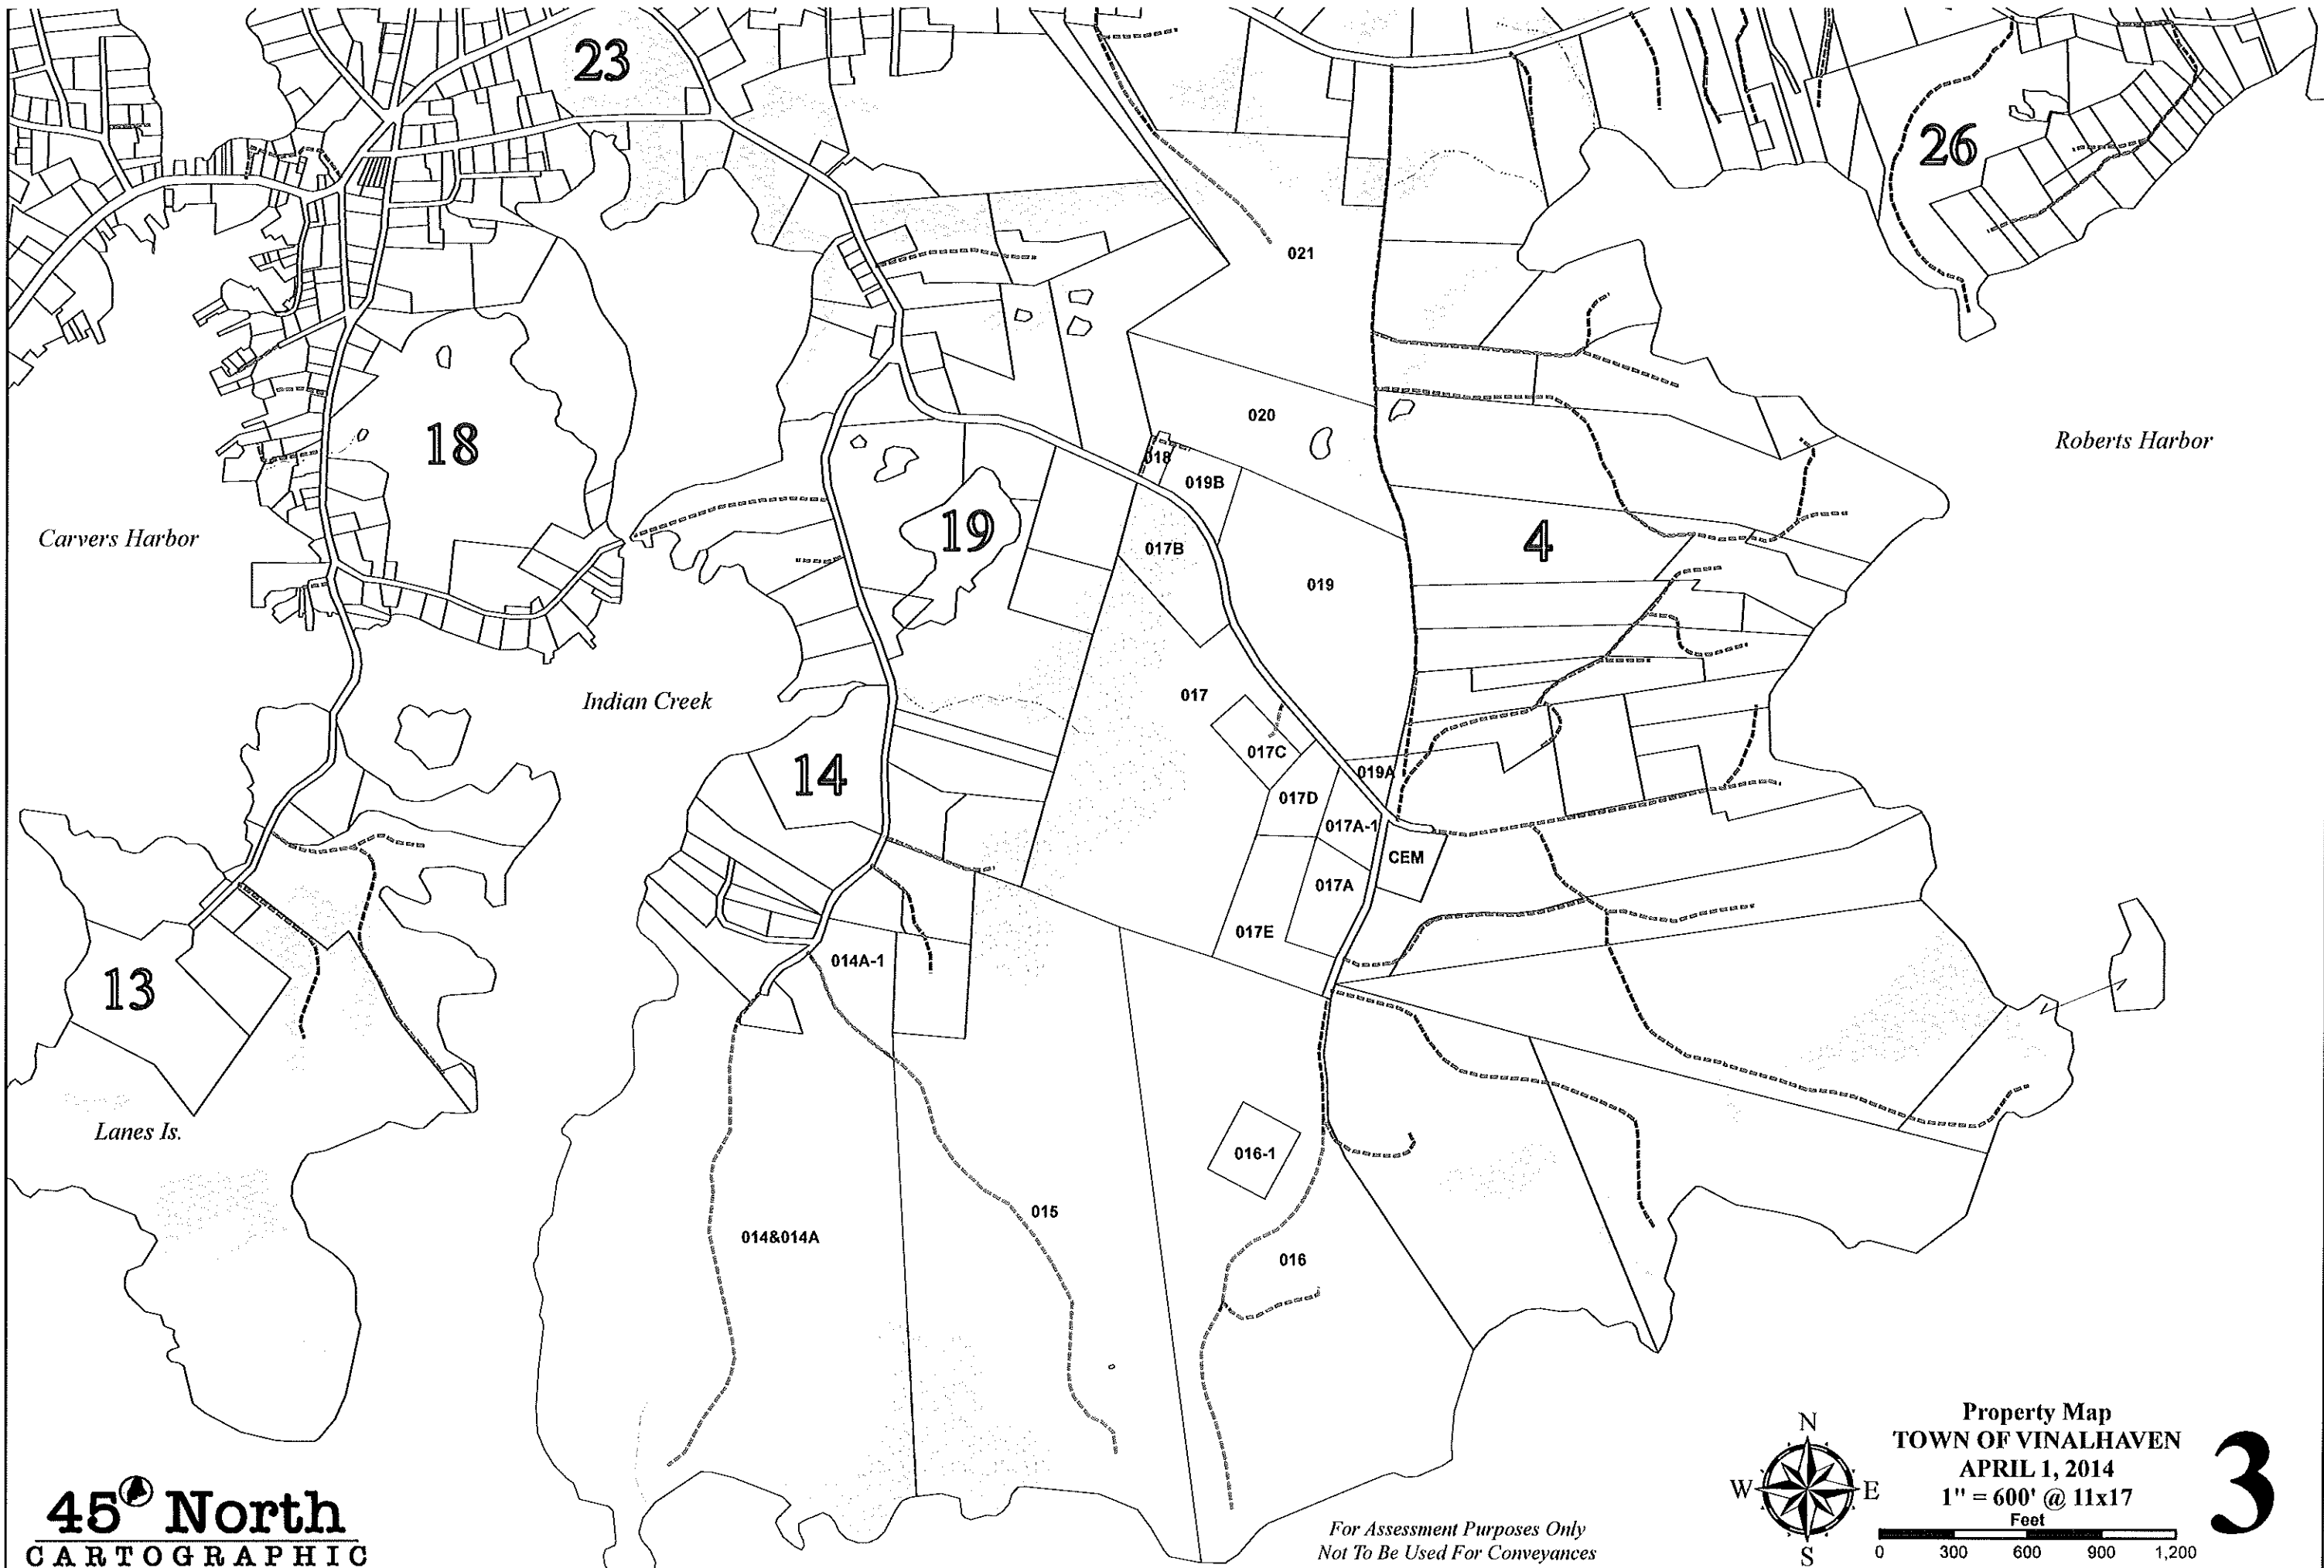 23
26
021
020
Roberts Harbor
18
018
019B
19
4
Carvers Harbor
017B
019
Indian Creek
017
017C
14
019A
017D
017A-1
CEM
017A
017E
014A-1
13
Lanes Is.
016-1
015
014&014A
016
Property Map
TOWN OF VINALHAVEN
APRIL 1, 2014
1" = 600' @ 11x17
Feet
0 300 600 900 1,200
3
N
W E
S
45 North
CARTOGRAPHIC
For Assessment Purposes Only
Not To Be Used For Conveyances